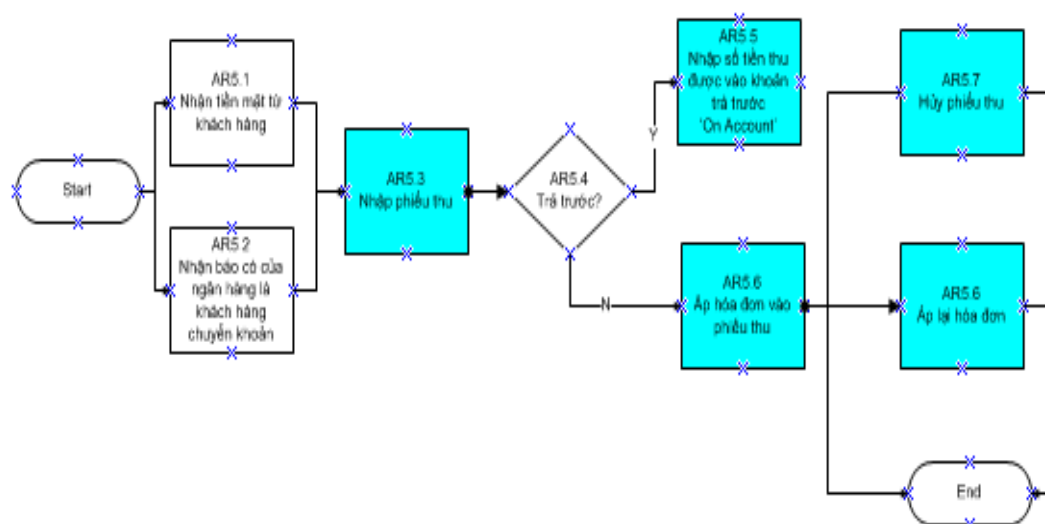 Start
AR5.1
Nhận tiền mặt từ
khách hàng
AR5.2
Nhận báo có của
ngân hàng là
khách hàng
chuyển khoản
AR5.3
Nhập phiếu thu
AR5.4
Trả trước?
Y
N
AR5.5
Nhập số tiền thu
được vào khoản
trả trước
'On Account'
AR5.6
Áp hóa đơn vào
phiếu thu
AR5.7
Hủy phiếu thu
AR5.6
Áp lại hóa đơn
End